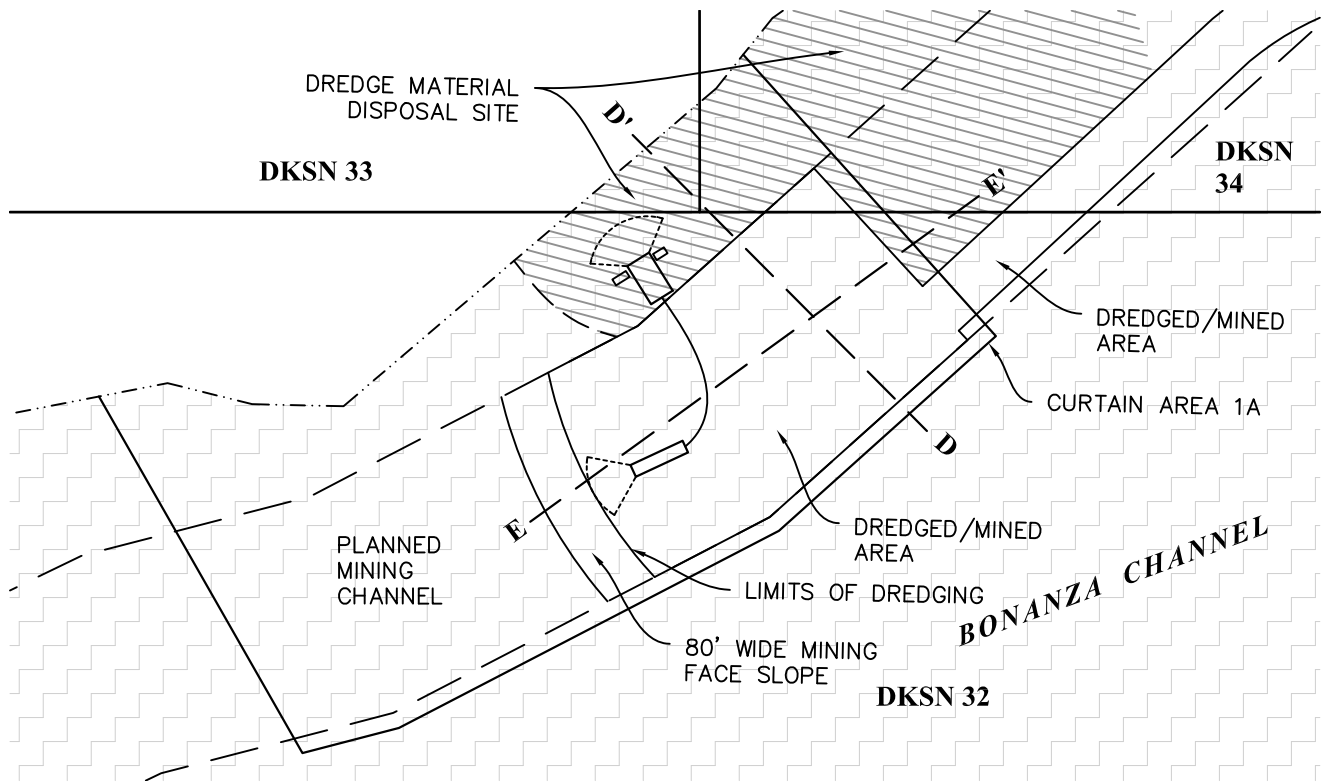 DREDGE MATERIAL
DISPOSAL SITE
D'
DKSN 33
DKSN
34
E'
DREDGED/MINED
AREA
CURTAIN AREA 1A
D
E
DREDGED/MINED
AREA
PLANNED
MINING
CHANNEL
LIMITS OF DREDGING
BONANZA CHANNEL
80' WIDE MINING
FACE SLOPE
DKSN 32